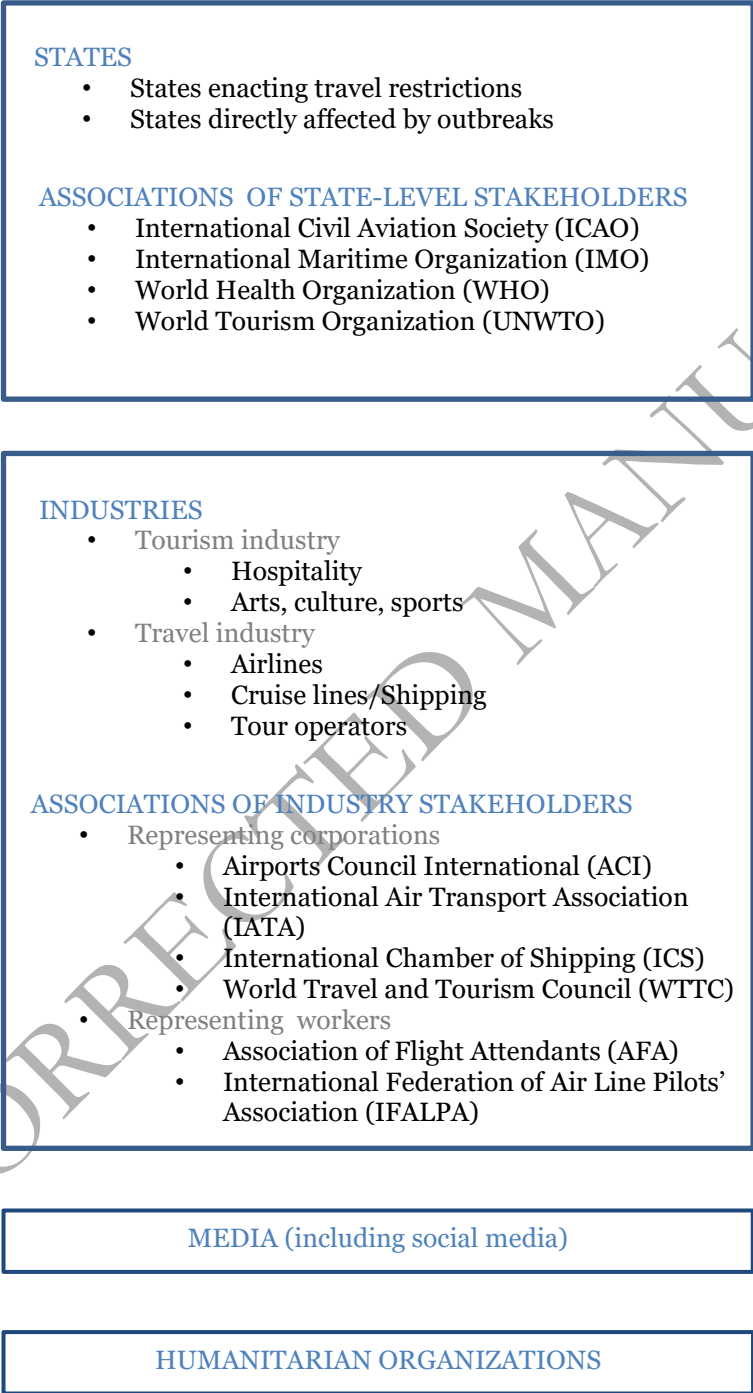 STATES
• States enacting travel restrictions
• States directly affected by outbreaks
ASSOCIATIONS OF STATE-LEVEL STAKEHOLDERS
• International Civil Aviation Society (ICAO)
• International Maritime Organization (IMO)
• World Health Organization (WHO)
• World Tourism Organization (UNWTO)
INDUSTRIES
• Tourism industry
• Hospitality
• Arts, culture, sports
• Travel industry
• Airlines
• Cruise lines/Shipping
• Tour operators
ASSOCIATIONS OF INDUSTRY STAKEHOLDERS
• Representing corporations
• Airports Council International (ACI)
• International Air Transport Association
(IATA)
• International Chamber of Shipping (ICS)
• World Travel and Tourism Council (WTTC)
• Representing workers
• Association of Flight Attendants (AFA)
• International Federation of Air Line Pilots’
Association (IFALPA)
MEDIA (including social media)
HUMANITARIAN ORGANIZATIONS
ORRECTED MANU